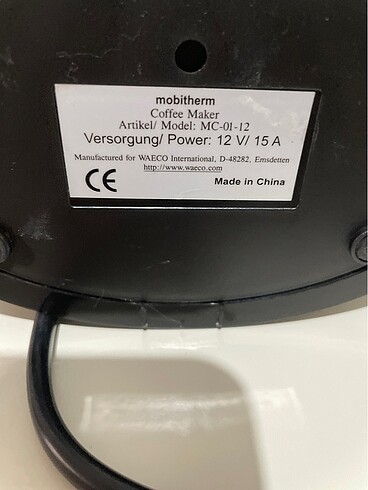 mobitherm
Coffee Maker
Artikel/ Model: MC-01-12
Versorgung/ Power: 12 V/ 15 A
Manufactured for WAECO International, D-48282, Emsdetten
http://www.waeco.com
CE
Made in China